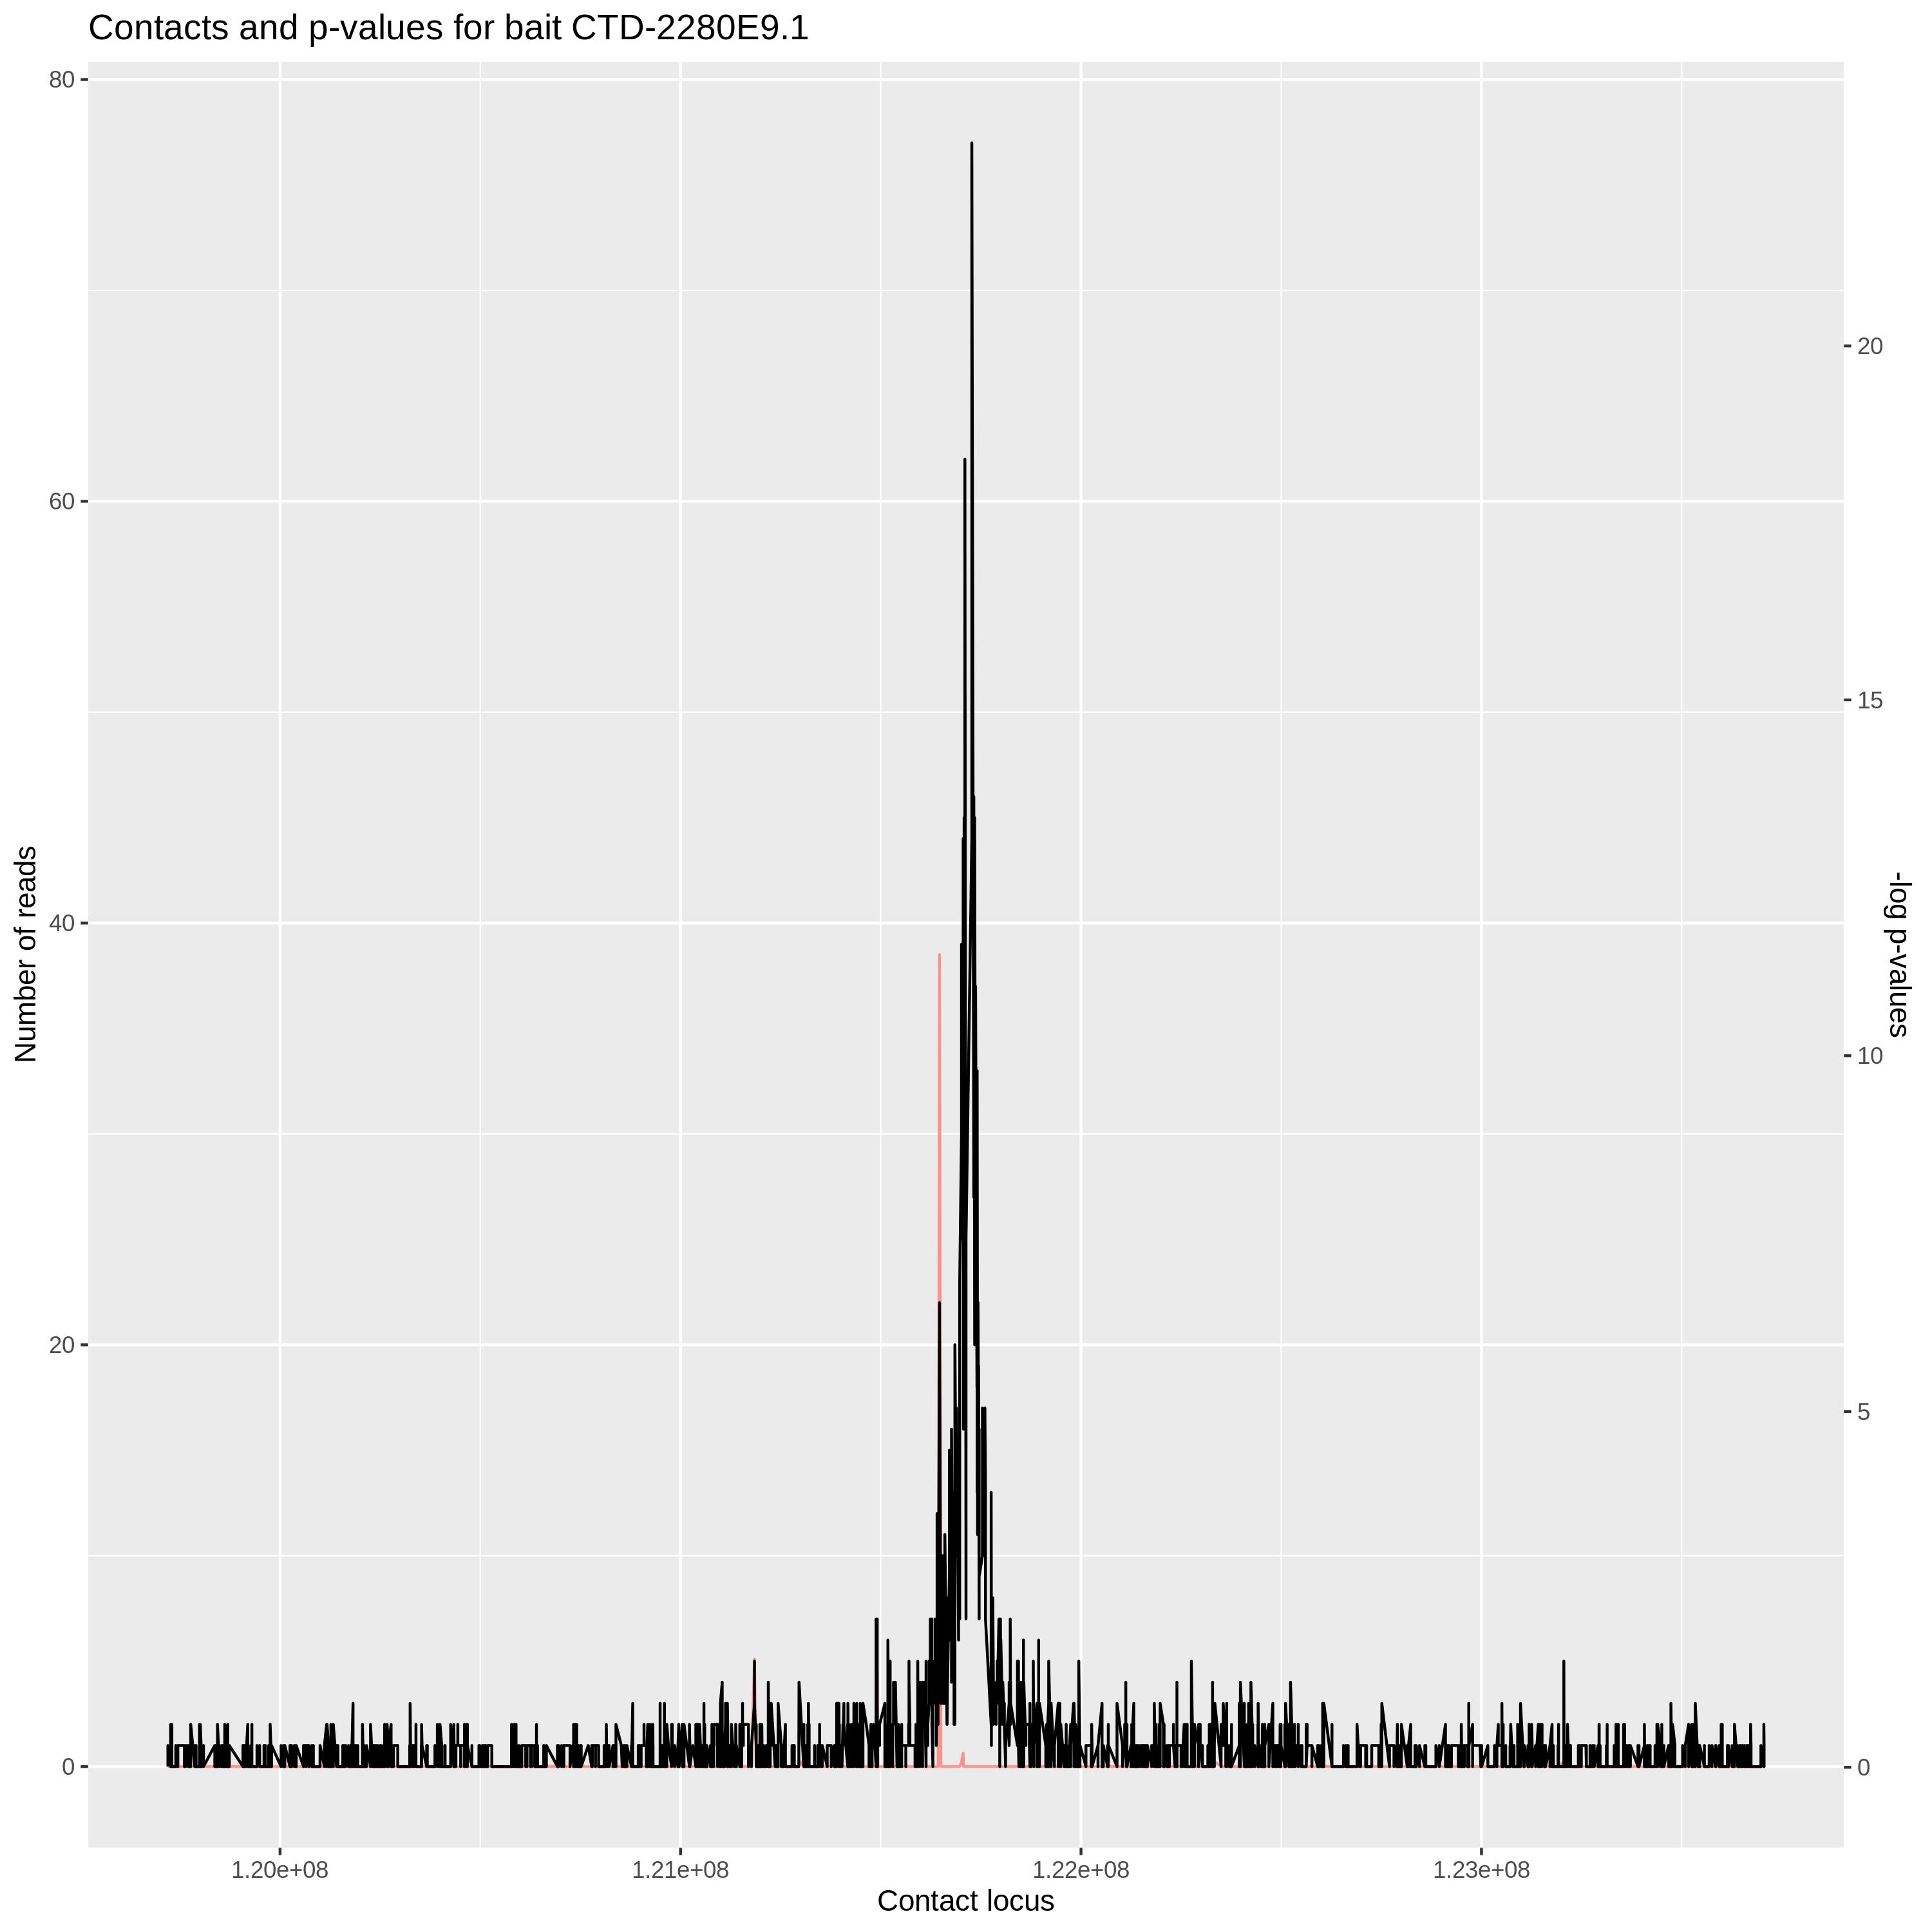 Contacts and p-values for bait CTD-2280E9.1
80
60
40
20
0
20
15
10
5
0
Number of reads
-log p-values
1.20e+08
1.21e+08
1.22e+08
1.23e+08
Contact locus